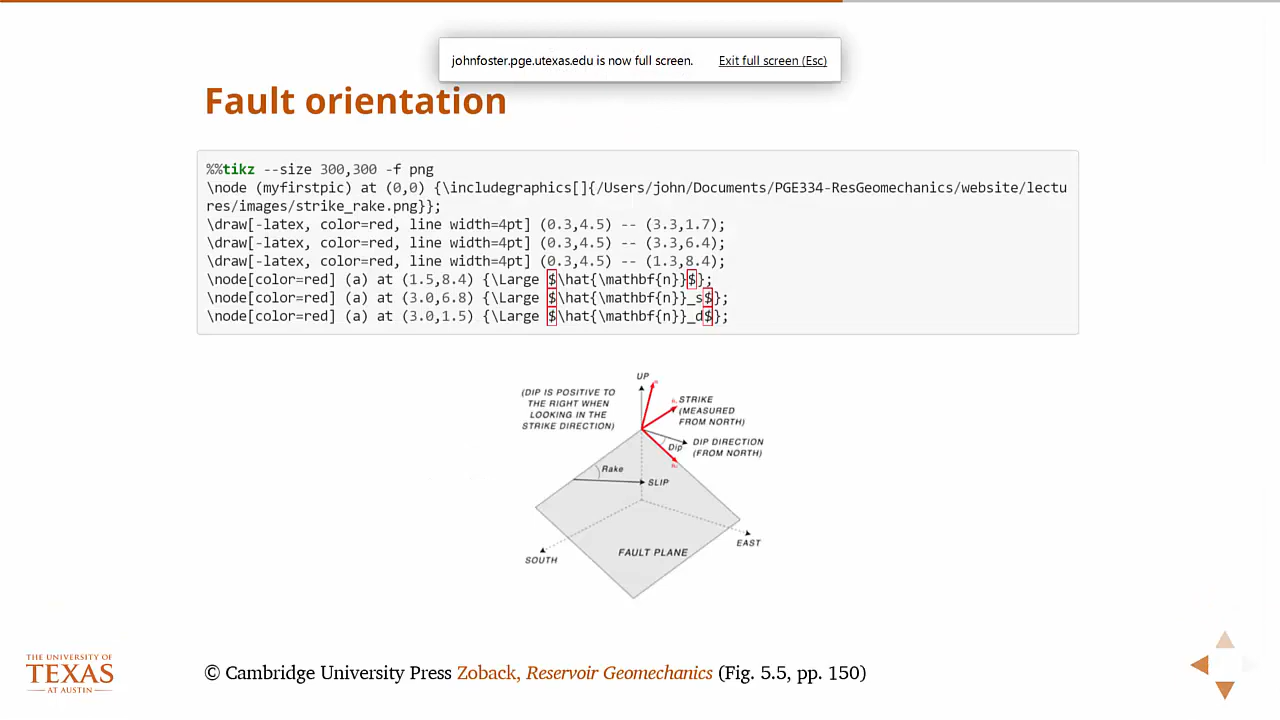 johnfoster.pge.utexas.edu is now full screen. Exit full screen (Esc)
Fault orientation
%%tikz --size 300,300 -f png
\node (myfirstpic) at (0,0) {\includegraphics[]{/Users/john/Documents/PGE334-ResGeomechanics/website/lectu
res/images/strike_rake.png}};
\draw[-latex, color=red, line width=4pt] (0.3,4.5) -- (3.3,1.7);
\draw[-latex, color=red, line width=4pt] (0.3,4.5) -- (3.3,6.4);
\draw[-latex, color=red, line width=4pt] (0.3,4.5) -- (1.3,8.4);
\node[color=red] (a) at (1.5,8.4) {\Large $\hat{\mathbf{n}}$};
\node[color=red] (a) at (3.0,6.8) {\Large $\hat{\mathbf{n}}_s$};
\node[color=red] (a) at (3.0,1.5) {\Large $\hat{\mathbf{n}}_d$};
UP
(DIP IS POSITIVE TO
THE RIGHT WHEN
LOOKING IN THE
STRIKE DIRECTION)
STRIKE
(MEASURED
FROM NORTH)
DIP DIRECTION
(FROM NORTH)
Dip
Rake
SLIP
EAST
SOUTH
FAULT PLANE
THE UNIVERSITY OF
TEXAS
AT AUSTIN
© Cambridge University Press Zoback, Reservoir Geomechanics (Fig. 5.5, pp. 150)